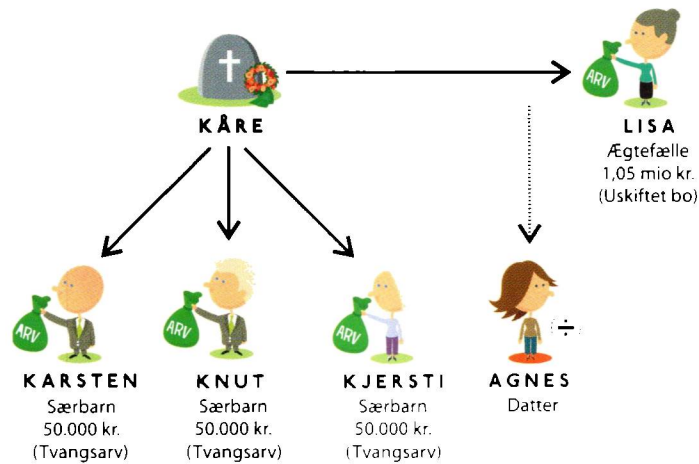 KÅRE
ARV
LISA
Ægtefælle
1,05 mio kr.
(Uskiftet bo)
ARV
KARSTEN
Særbarn
50.000 kr.
(Tvangsarv)
ARV
KNUT
Særbarn
50.000 kr.
(Tvangsarv)
ARV
KJERSTI
Særbarn
50.000 kr.
(Tvangsarv)
÷
AGNES
Datter